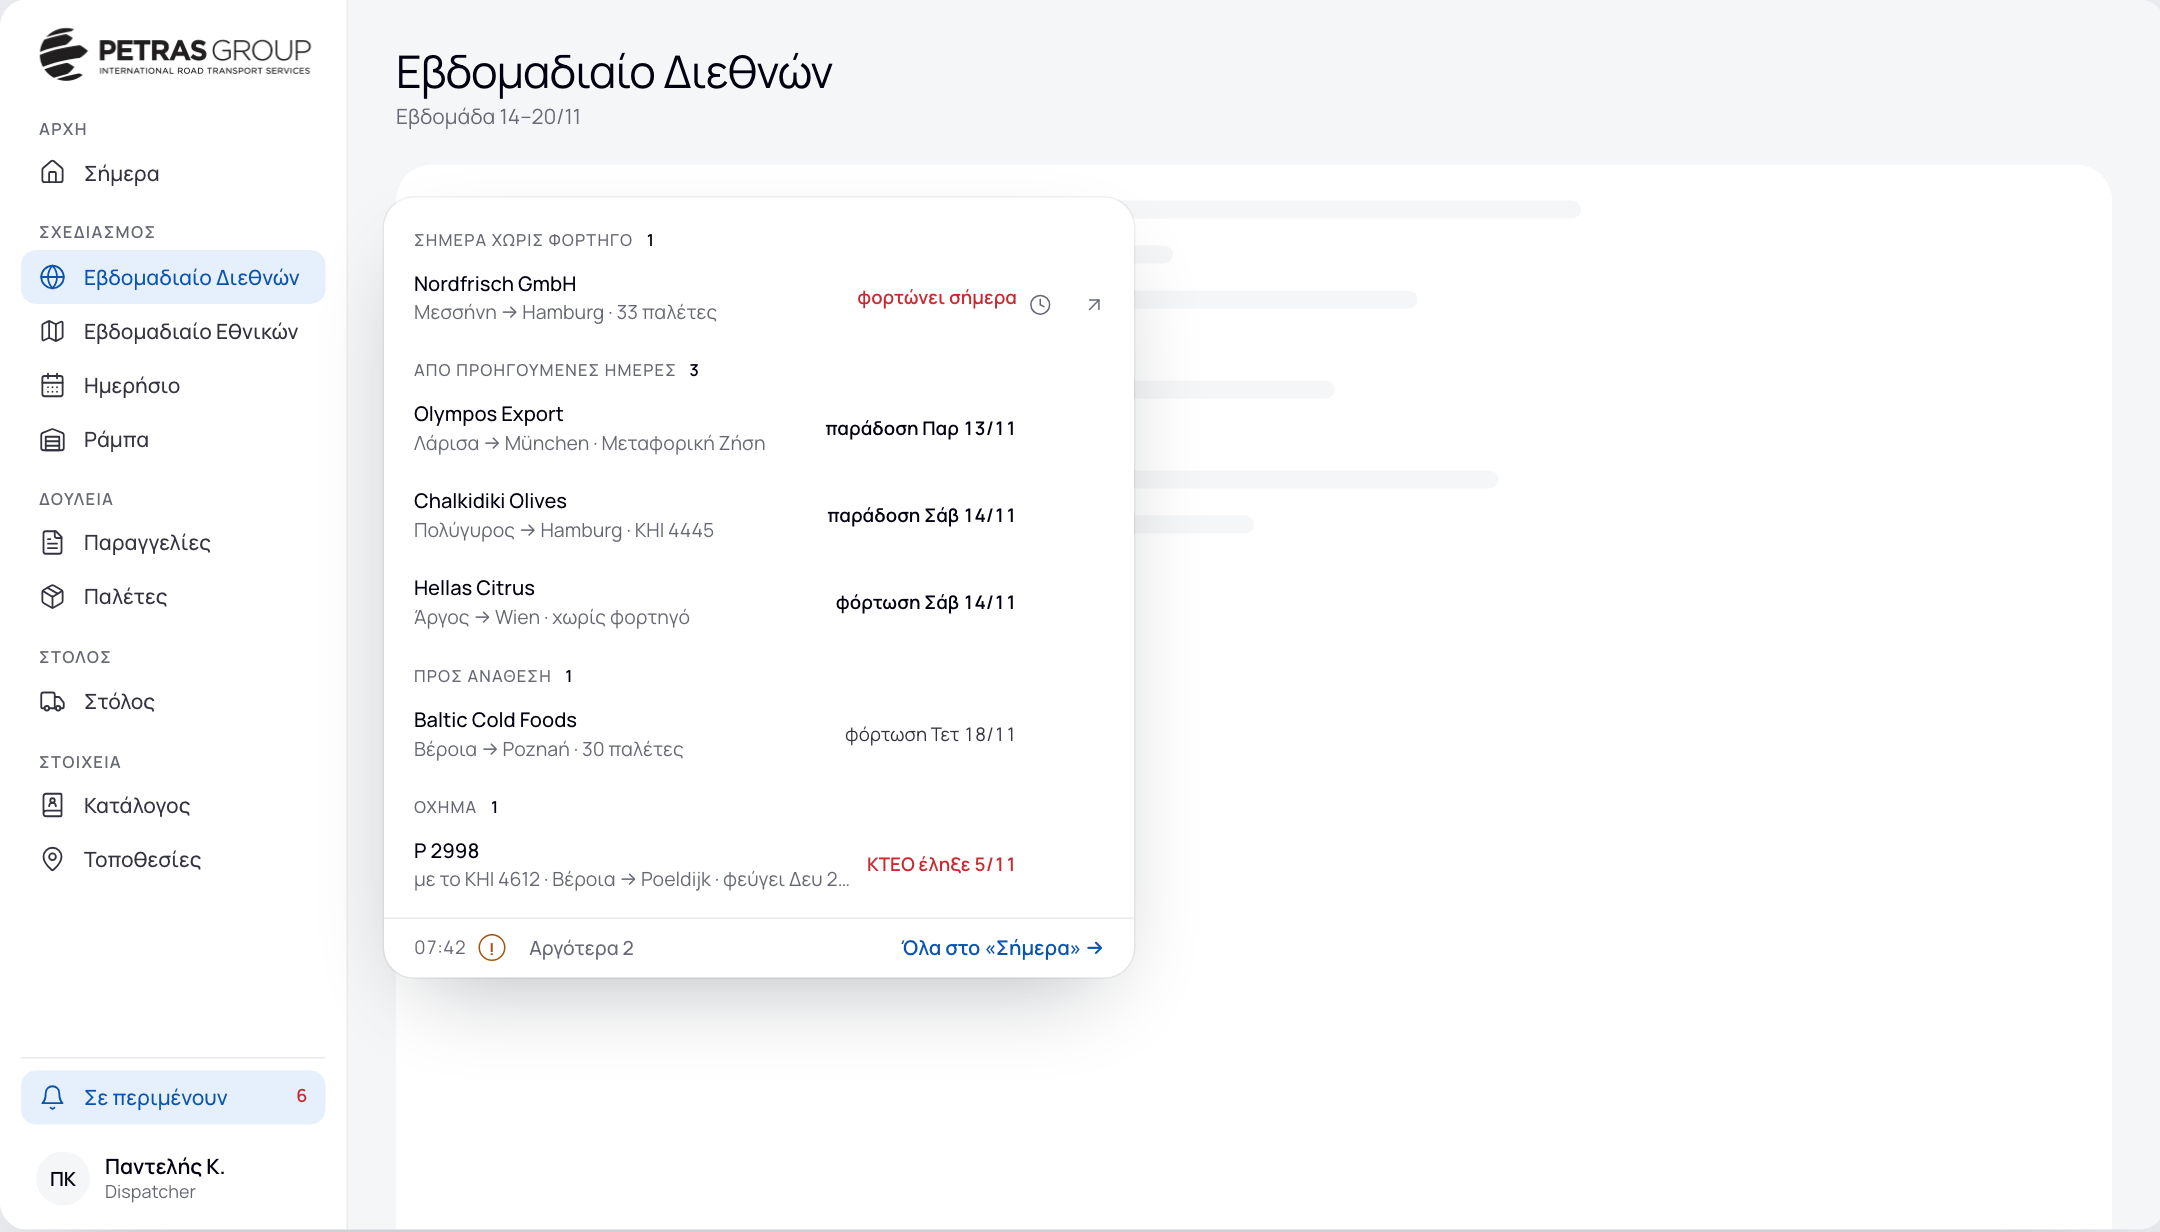 PETRAS GROUP
INTERNATIONAL ROAD TRANSPORT SERVICES
ΑΡΧΗ
Σήμερα
ΣΧΕΔΙΑΣΜΟΣ
Εβδομαδιαίο Διεθνών
Εβδομαδιαίο Εθνικών
Ημερήσιο
Ράμπα
ΔΟΥΛΕΙΑ
Παραγγελίες
Παλέτες
ΣΤΟΛΟΣ
Στόλος
ΣΤΟΙΧΕΙΑ
Κατάλογος
Τοποθεσίες
Σε περιμένουν 6
ΠΚ
Παντελής Κ.
Dispatcher
Εβδομαδιαίο Διεθνών
Εβδομάδα 14–20/11
ΣΗΜΕΡΑ ΧΩΡΙΣ ΦΟΡΤΗΓΟ 1
Nordfrisch GmbH
Μεσσήνη → Hamburg · 33 παλέτες
φορτώνει σήμερα
ΑΠΟ ΠΡΟΗΓΟΥΜΕΝΕΣ ΗΜΕΡΕΣ 3
Olympos Export
Λάρισα → München · Μεταφορική Ζήση
παράδοση Παρ 13/11
Chalkidiki Olives
Πολύγυρος → Hamburg · ΚΗΙ 4445
παράδοση Σάβ 14/11
Hellas Citrus
Άργος → Wien · χωρίς φορτηγό
φόρτωση Σάβ 14/11
ΠΡΟΣ ΑΝΑΘΕΣΗ 1
Baltic Cold Foods
Βέροια → Poznań · 30 παλέτες
φόρτωση Τετ 18/11
ΟΧΗΜΑ 1
Ρ 2998
με το ΚΗΙ 4612 · Βέροια → Poeldijk · φεύγει Δευ 2…
ΚΤΕΟ έληξε 5/11
07:42 Αργότερα 2
Όλα στο «Σήμερα» →